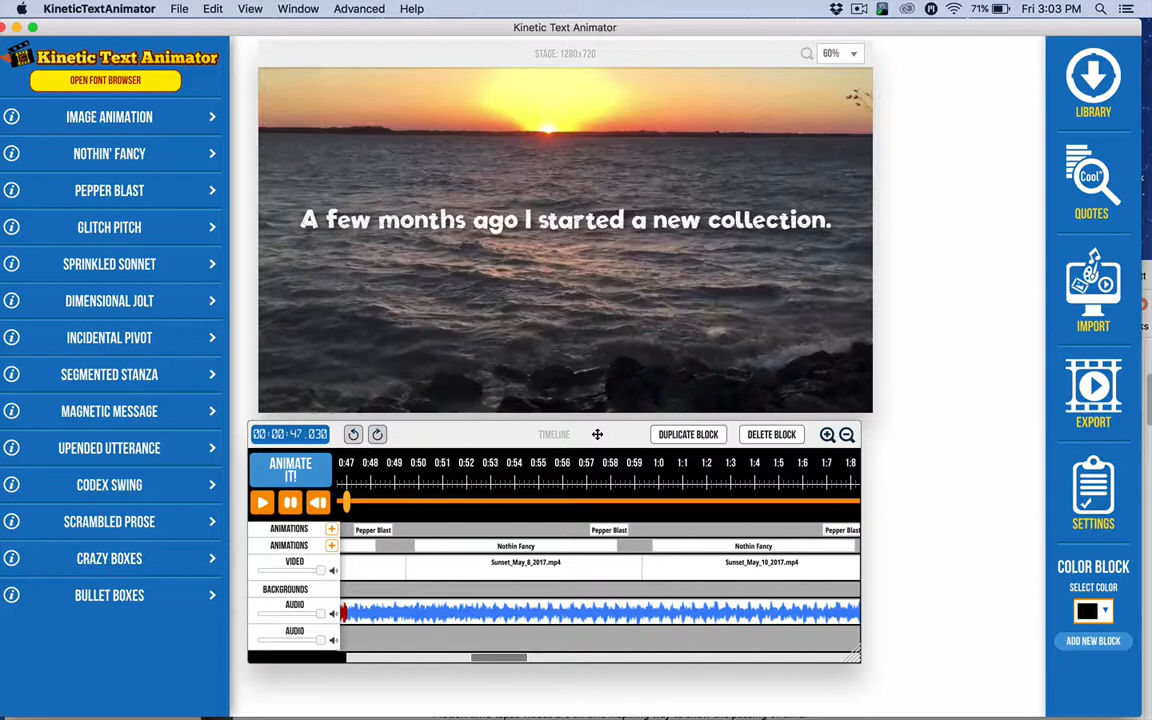 KineticTextAnimator File Edit View Window Advanced Help 71% Fri 3:03 PM
Kinetic Text Animator
Kinetic Text Animator
OPEN FONT BROWSER
IMAGE ANIMATION
NOTHIN' FANCY
PEPPER BLAST
GLITCH PITCH
SPRINKLED SONNET
DIMENSIONAL JOLT
INCIDENTAL PIVOT
SEGMENTED STANZA
MAGNETIC MESSAGE
UPENDED UTTERANCE
CODEX SWING
SCRAMBLED PROSE
CRAZY BOXES
BULLET BOXES
STAGE: 1280x720
60%
A few months ago I started a new collection.
00:00:47.030
TIMELINE
DUPLICATE BLOCK
DELETE BLOCK
ANIMATE
IT!
0:47 0:48 0:49 0:50 0:51 0:52 0:53 0:54 0:55 0:56 0:57 0:58 0:59 1:0 1:1 1:2 1:3 1:4 1:5 1:6 1:7 1:8
ANIMATIONS + Pepper Blast Pepper Blast Pepper Blast
ANIMATIONS + Nothin Fancy Nothin Fancy
VIDEO Sunset_May_8_2017.mp4 Sunset_May_10_2017.mp4
BACKGROUNDS
AUDIO
AUDIO
LIBRARY
Cool"
QUOTES
IMPORT
EXPORT
SETTINGS
COLOR BLOCK
SELECT COLOR
ADD NEW BLOCK